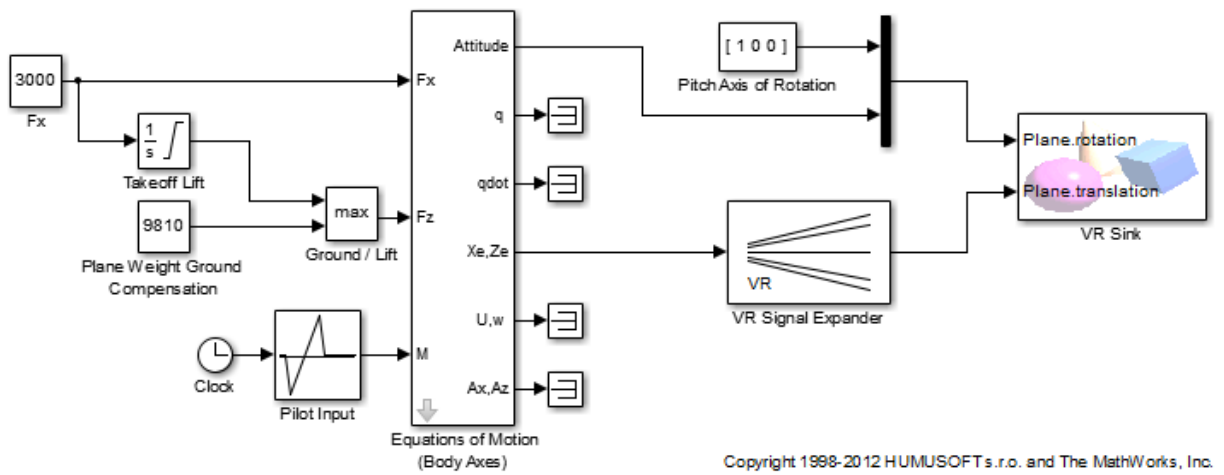 3000
Fx
1
s
Takeoff Lift
9810
Plane Weight Ground
Compensation
max
Ground / Lift
Clock
Pilot Input
Fx
Fz
M
Attitude
q
qdot
Xe,Ze
U,w
Ax,Az
Equations of Motion
(Body Axes)
[ 1 0 0 ]
Pitch Axis of Rotation
VR
VR Signal Expander
Plane.rotation
Plane.translation
VR Sink
Copyright 1998-2012 HUMUSOFT s.r.o. and The MathWorks, Inc.